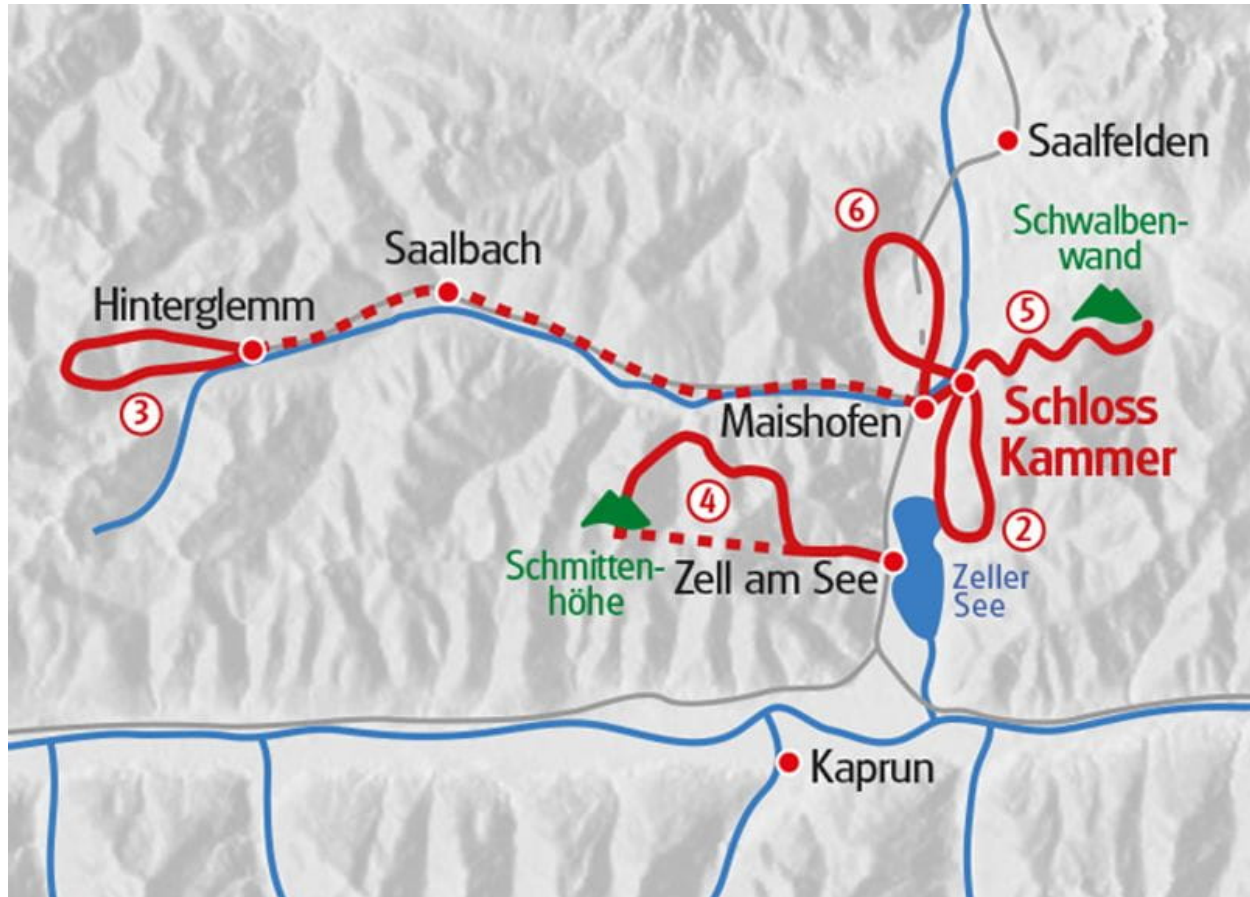 Saalfelden
6
Schwalben-
wand
Saalbach
Hinterglemm
5
3
Maishofen
Schloss
Kammer
4
2
Schmitten-
höhe
Zell am See
Zeller
See
Kaprun